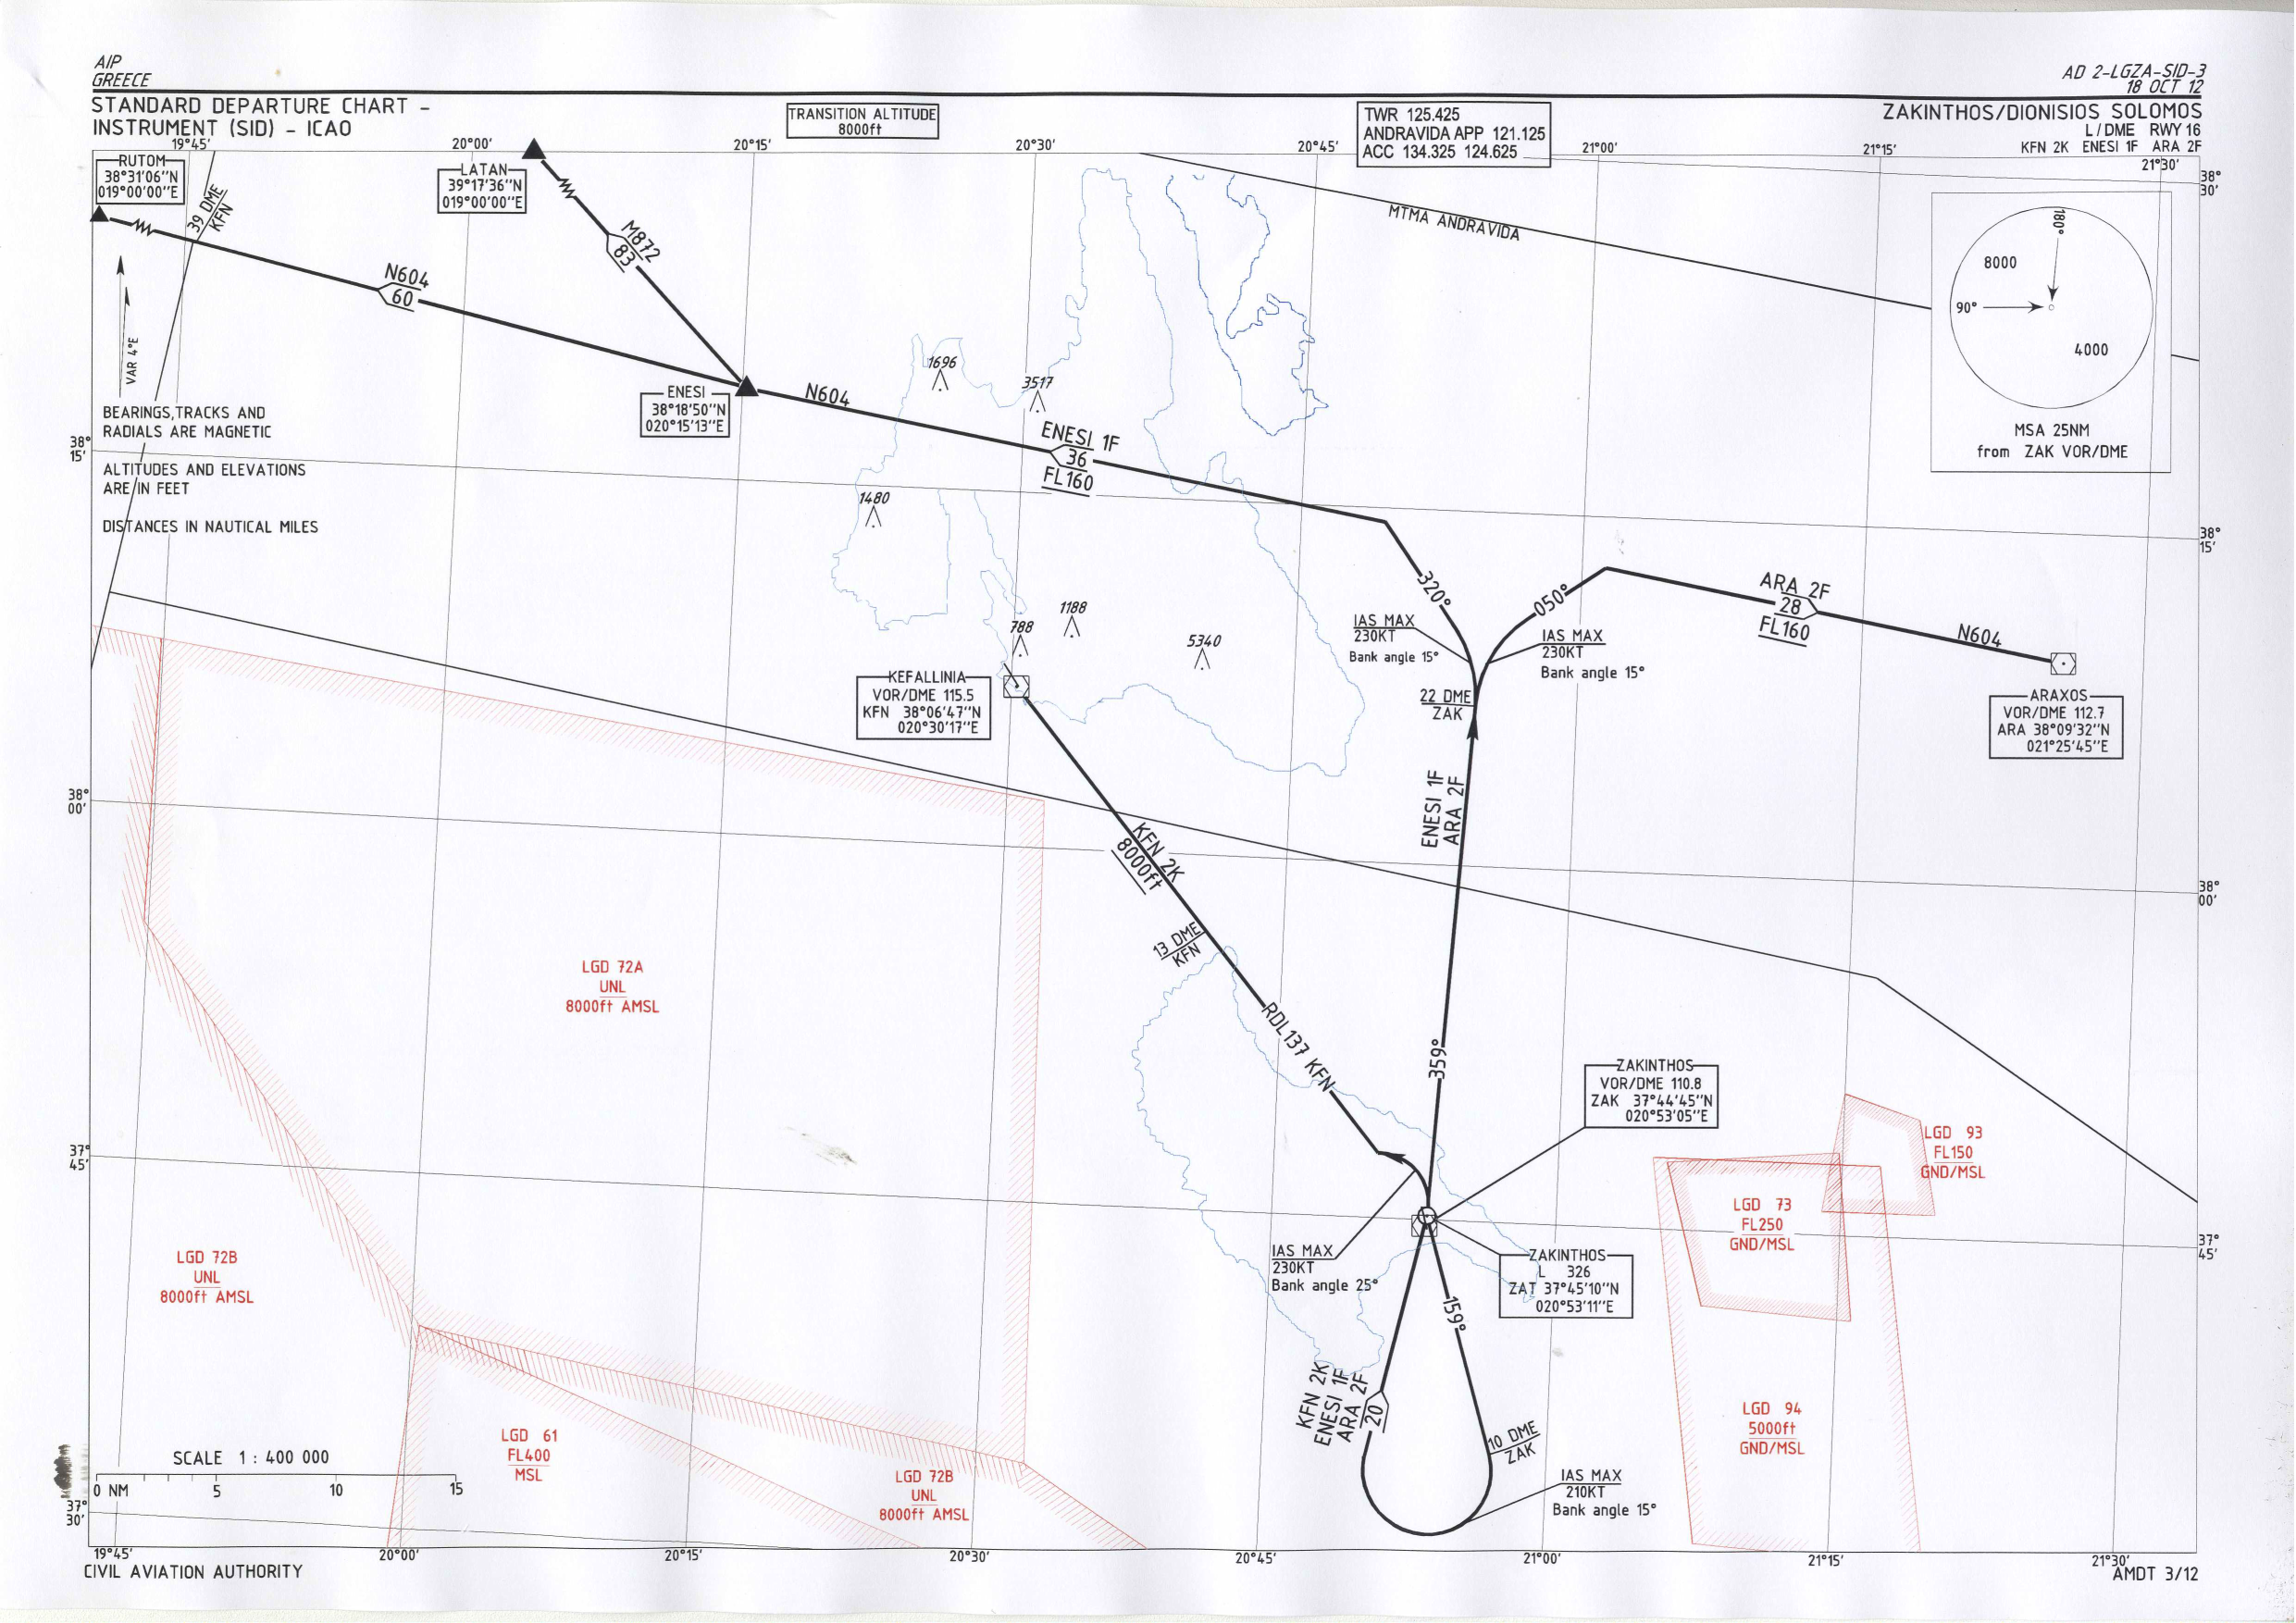 AIP
GREECE
AD 2-LGZA-SID-3
18 OCT 12
STANDARD DEPARTURE CHART -
INSTRUMENT (SID) - ICAO
TRANSITION ALTITUDE
8000ft
TWR 125.425
ANDRAVIDA APP 121.125
ACC 134.325 124.625
ZAKINTHOS/DIONISIOS SOLOMOS
L/DME RWY 16
KFN 2K ENESI 1F ARA 2F
19°45'
20°00'
20°15'
20°30'
20°45'
21°00'
21°15'
21°30'
38°
30'
RUTOM
38°31'06''N
019°00'00''E
39 DME
KFN
LATAN
39°17'36''N
019°00'00''E
M872
83
N604
60
MTMA ANDRAVIDA
180°
8000
90°
4000
MSA 25NM
from ZAK VOR/DME
VAR 4°E
BEARINGS,TRACKS AND
RADIALS ARE MAGNETIC
ALTITUDES AND ELEVATIONS
ARE IN FEET
DISTANCES IN NAUTICAL MILES
38°
15'
ENESI
38°18'50''N
020°15'13''E
N604
1696
3517
ENESI 1F
36
FL160
1480
38°
15'
320°
050°
ARA 2F
28
FL160
N604
IAS MAX
230KT
Bank angle 15°
IAS MAX
230KT
Bank angle 15°
1188
788
5340
KEFALLINIA
VOR/DME 115.5
KFN 38°06'47''N
020°30'17''E
22 DME
ZAK
ARAXOS
VOR/DME 112.7
ARA 38°09'32''N
021°25'45''E
ENESI 1F
ARA 2F
38°
00'
KFN 2K
8000ft
38°
00'
13 DME
KFN
LGD 72A
UNL
8000ft AMSL
RDL137 KFN
359°
ZAKINTHOS
VOR/DME 110.8
ZAK 37°44'45''N
020°53'05''E
LGD 93
FL150
GND/MSL
37°
45'
LGD 73
FL250
GND/MSL
37°
45'
LGD 72B
UNL
8000ft AMSL
IAS MAX
230KT
Bank angle 25°
ZAKINTHOS
L 326
ZAT 37°45'10''N
020°53'11''E
159°
KFN 2K
ENESI 1F
ARA 2F
20
10 DME
ZAK
LGD 94
5000ft
GND/MSL
SCALE 1 : 400 000
0 NM
5
10
15
LGD 61
FL400
MSL
LGD 72B
UNL
8000ft AMSL
IAS MAX
210KT
Bank angle 15°
37°
30'
19°45'
20°00'
20°15'
20°30'
20°45'
21°00'
21°15'
21°30'
CIVIL AVIATION AUTHORITY
AMDT 3/12